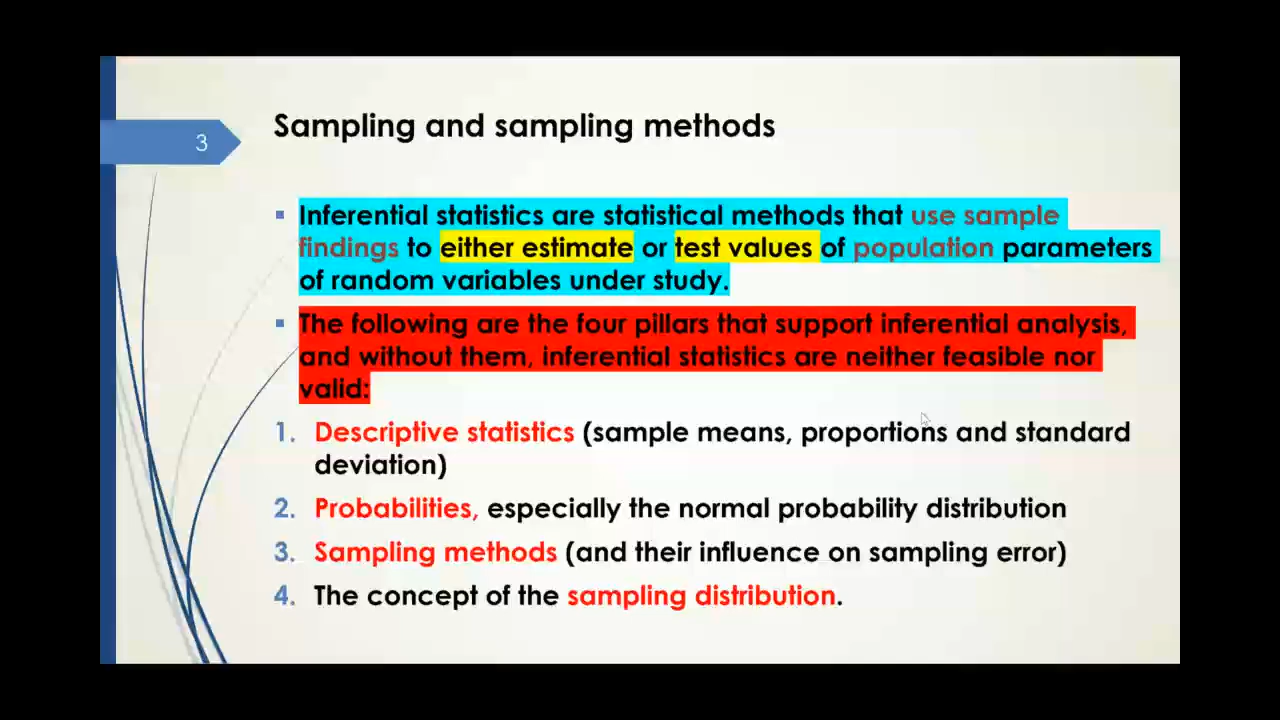 3
Sampling and sampling methods
▪ Inferential statistics are statistical methods that use sample
findings to either estimate or test values of population parameters
of random variables under study.
▪ The following are the four pillars that support inferential analysis,
and without them, inferential statistics are neither feasible nor
valid:
1. Descriptive statistics (sample means, proportions and standard
deviation)
2. Probabilities, especially the normal probability distribution
3. Sampling methods (and their influence on sampling error)
4. The concept of the sampling distribution.